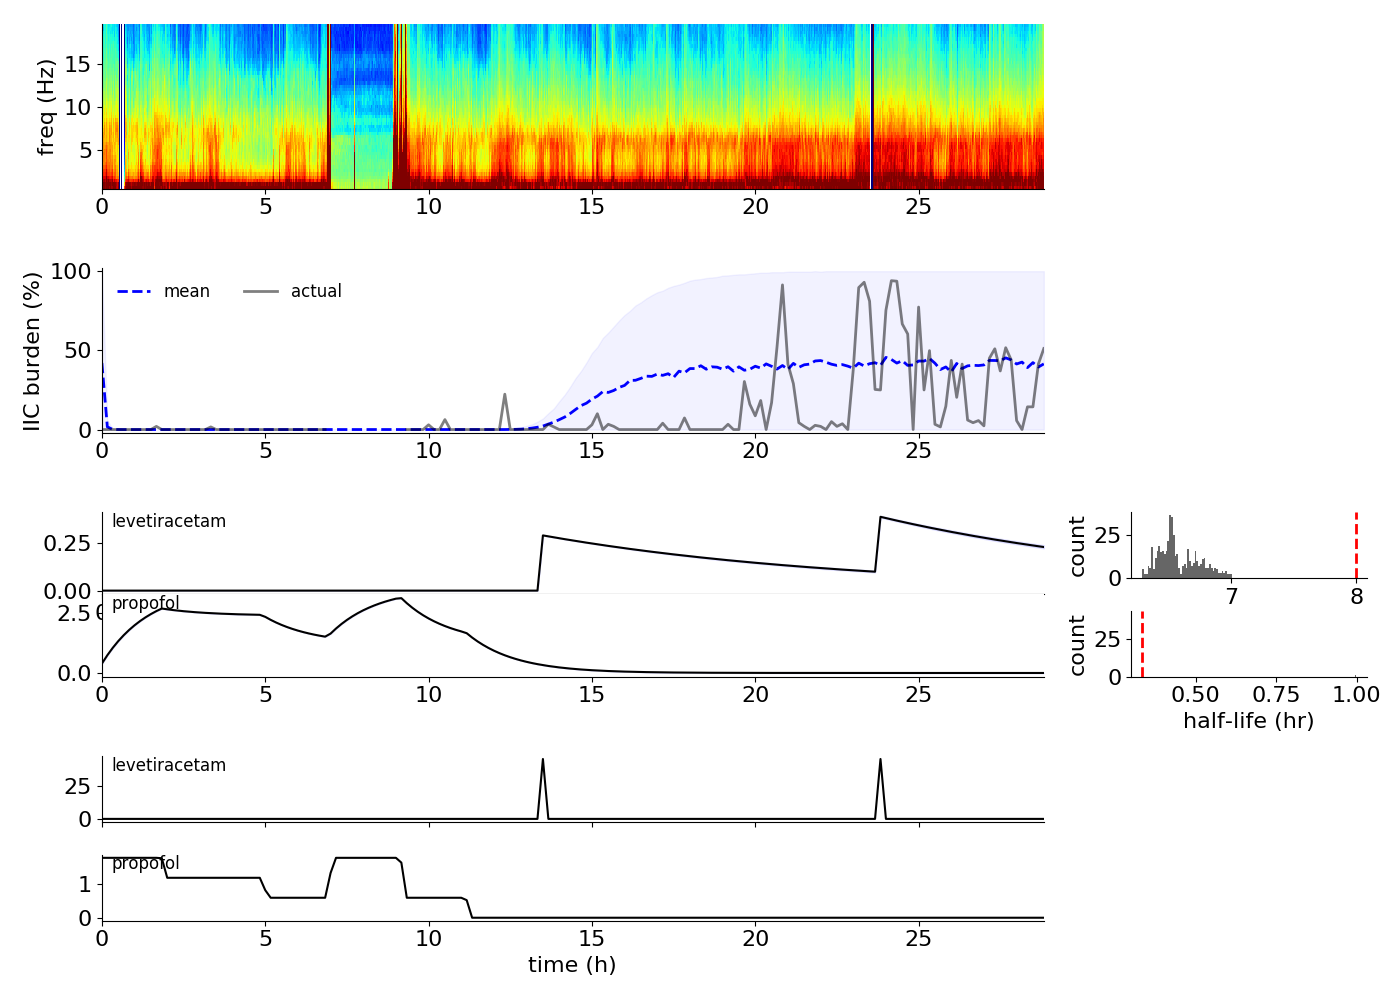 freq (Hz)
15
10
5
0 5 10 15 20 25
IIC burden (%)
100
50
0
mean actual
0 5 10 15 20 25
levetiracetam
0.25
0.00
propofol
2.5
0.0
0 5 10 15 20 25
count
25
0
7 8
count
25
0
0.50 0.75 1.00
half-life (hr)
levetiracetam
25
0
propofol
1
0
0 5 10 15 20 25
time (h)